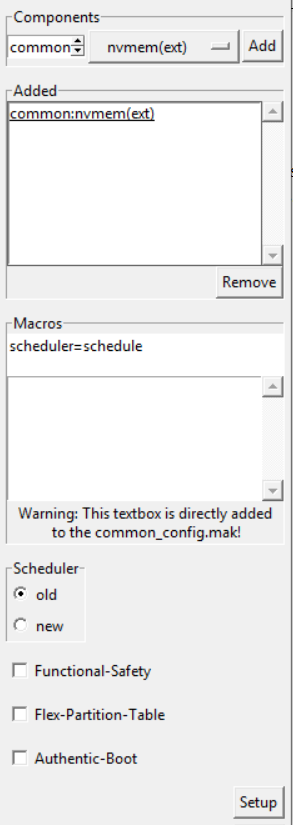 Components
common nvmem(ext) Add
Added
common:nvmem(ext)
Remove
Macros
scheduler=schedule
Warning: This textbox is directly added
to the common_config.mak!
Scheduler
old
new
Functional-Safety
Flex-Partition-Table
Authentic-Boot
Setup